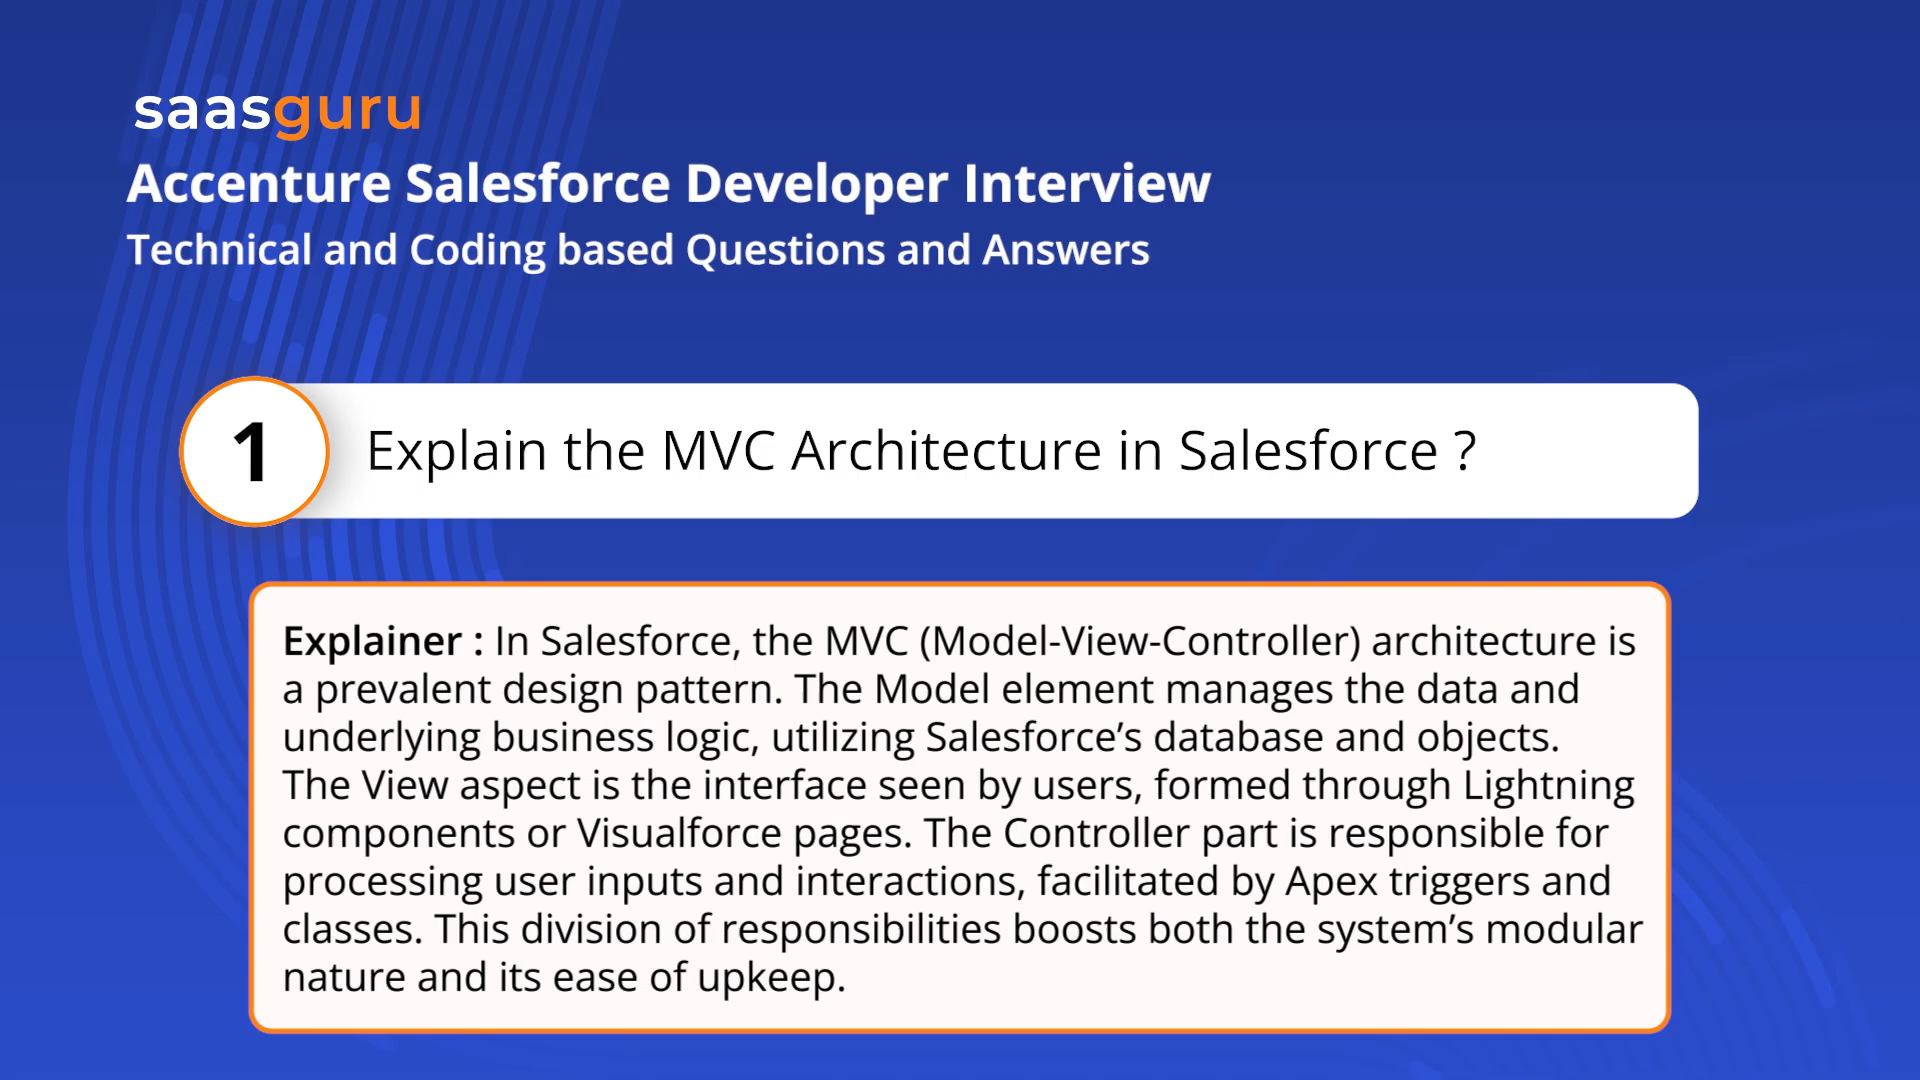 saasguru
Accenture Salesforce Developer Interview
Technical and Coding based Questions and Answers
1
Explain the MVC Architecture in Salesforce ?
Explainer : In Salesforce, the MVC (Model-View-Controller) architecture is
a prevalent design pattern. The Model element manages the data and
underlying business logic, utilizing Salesforce’s database and objects.
The View aspect is the interface seen by users, formed through Lightning
components or Visualforce pages. The Controller part is responsible for
processing user inputs and interactions, facilitated by Apex triggers and
classes. This division of responsibilities boosts both the system’s modular
nature and its ease of upkeep.